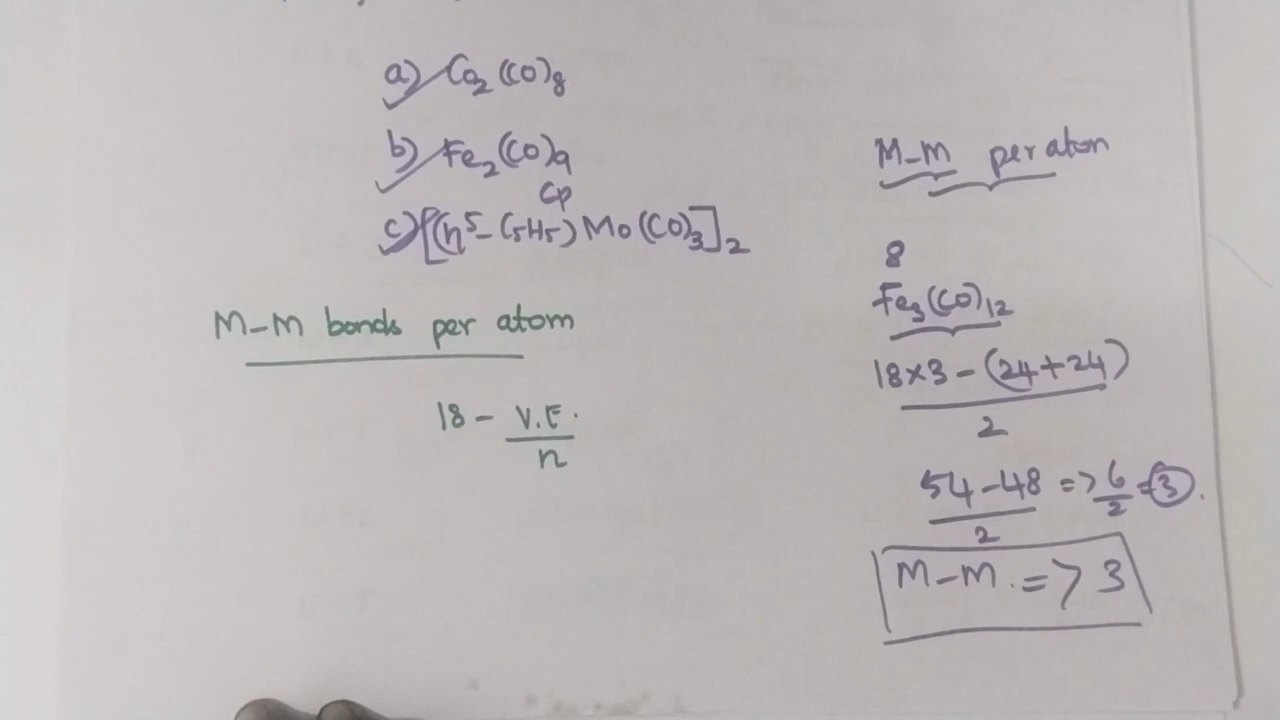 a) Co₂(CO)₈
b) Fe₂(CO)₉
Cp
c) [(η⁵-C₅H₅)Mo(CO)₃]₂
M-M bonds per atom
18 - V.E./n
M-M per atom
8
Fe₃(CO)₁₂
18×3-(24+24)
2
54-48 => 6/2 = 3.
2
M-M. => 3